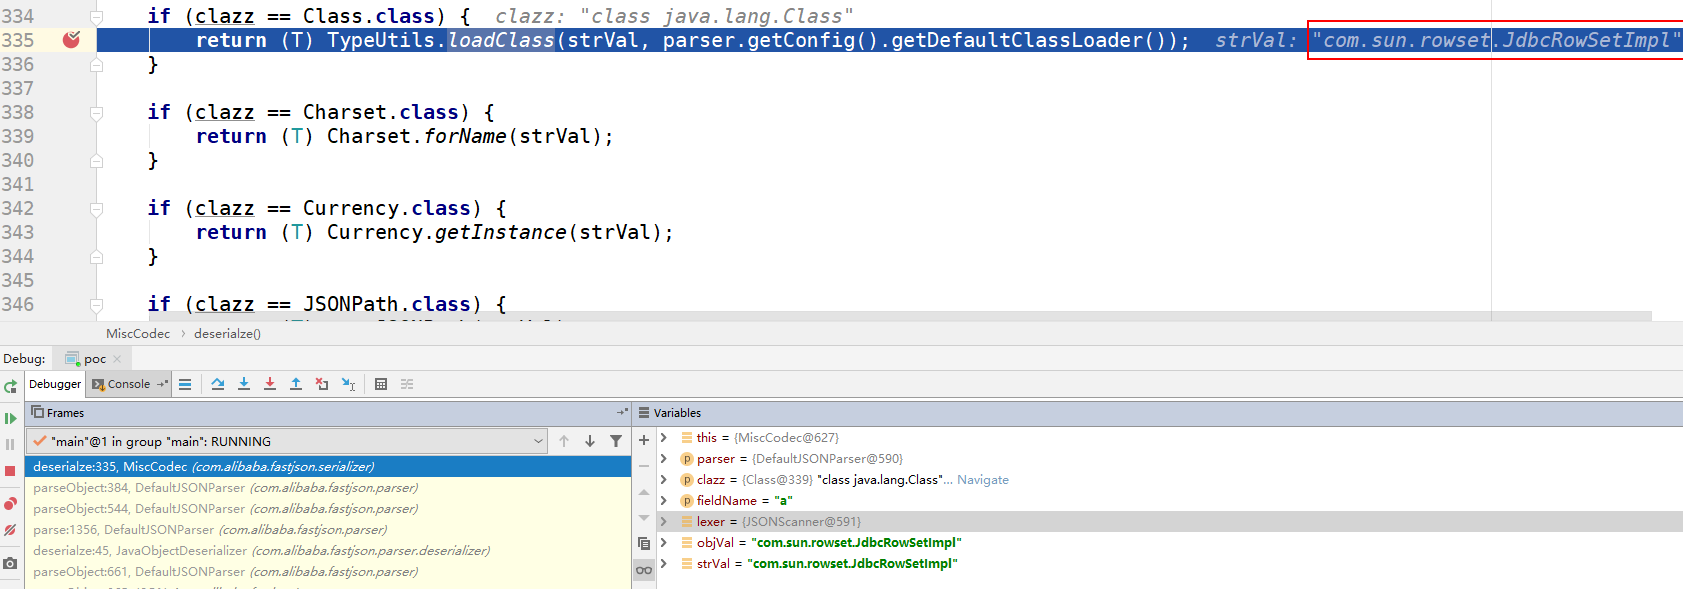 334 if (clazz == Class.class) { clazz: "class java.lang.Class"
335 return (T) TypeUtils.loadClass(strVal, parser.getConfig().getDefaultClassLoader()); strVal: "com.sun.rowset.JdbcRowSetImpl"
336 }
337
338 if (clazz == Charset.class) {
339 return (T) Charset.forName(strVal);
340 }
341
342 if (clazz == Currency.class) {
343 return (T) Currency.getInstance(strVal);
344 }
345
346 if (clazz == JSONPath.class) {
MiscCodec › deserialze()
Debug: poc
Debugger Console
Frames
"main"@1 in group "main": RUNNING
deserialze:335, MiscCodec (com.alibaba.fastjson.serializer)
parseObject:384, DefaultJSONParser (com.alibaba.fastjson.parser)
parseObject:544, DefaultJSONParser (com.alibaba.fastjson.parser)
parse:1356, DefaultJSONParser (com.alibaba.fastjson.parser)
deserialze:45, JavaObjectDeserializer (com.alibaba.fastjson.parser.deserializer)
parseObject:661, DefaultJSONParser (com.alibaba.fastjson.parser)
Variables
this = {MiscCodec@627}
parser = {DefaultJSONParser@590}
clazz = {Class@339} "class java.lang.Class"... Navigate
fieldName = "a"
lexer = {JSONScanner@591}
objVal = "com.sun.rowset.JdbcRowSetImpl"
strVal = "com.sun.rowset.JdbcRowSetImpl"